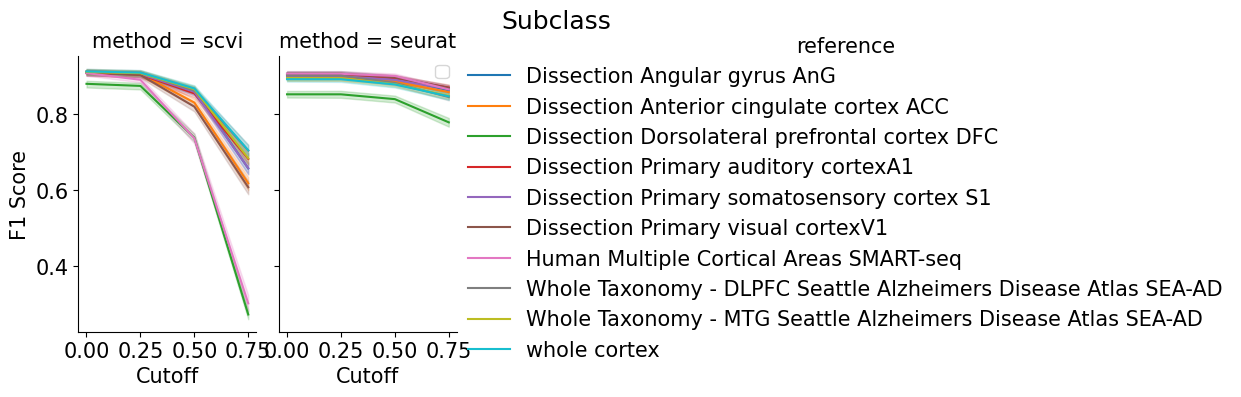 Subclass
method = scvi
method = seurat
F1 Score
0.8
0.6
0.4
0.00 0.25 0.50 0.75
0.00 0.25 0.50 0.75
Cutoff
Cutoff
reference
Dissection Angular gyrus AnG
Dissection Anterior cingulate cortex ACC
Dissection Dorsolateral prefrontal cortex DFC
Dissection Primary auditory cortexA1
Dissection Primary somatosensory cortex S1
Dissection Primary visual cortexV1
Human Multiple Cortical Areas SMART-seq
Whole Taxonomy - DLPFC Seattle Alzheimers Disease Atlas SEA-AD
Whole Taxonomy - MTG Seattle Alzheimers Disease Atlas SEA-AD
whole cortex